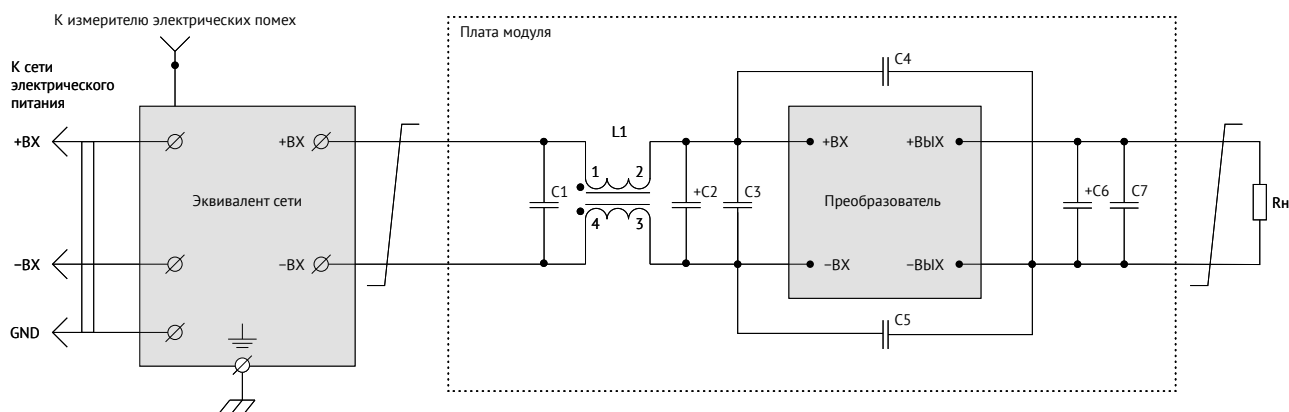 К измерителю электрических помех
Плата модуля
К сети
электрического
питания
C4
+ВХ
+ВХ
L1
+ВХ
+ВЫХ
1
2
C1
+C2
C3
+C6
C7
Эквивалент сети
Преобразователь
Rн
4
3
−ВХ
−ВХ
−ВХ
−ВЫХ
C5
GND